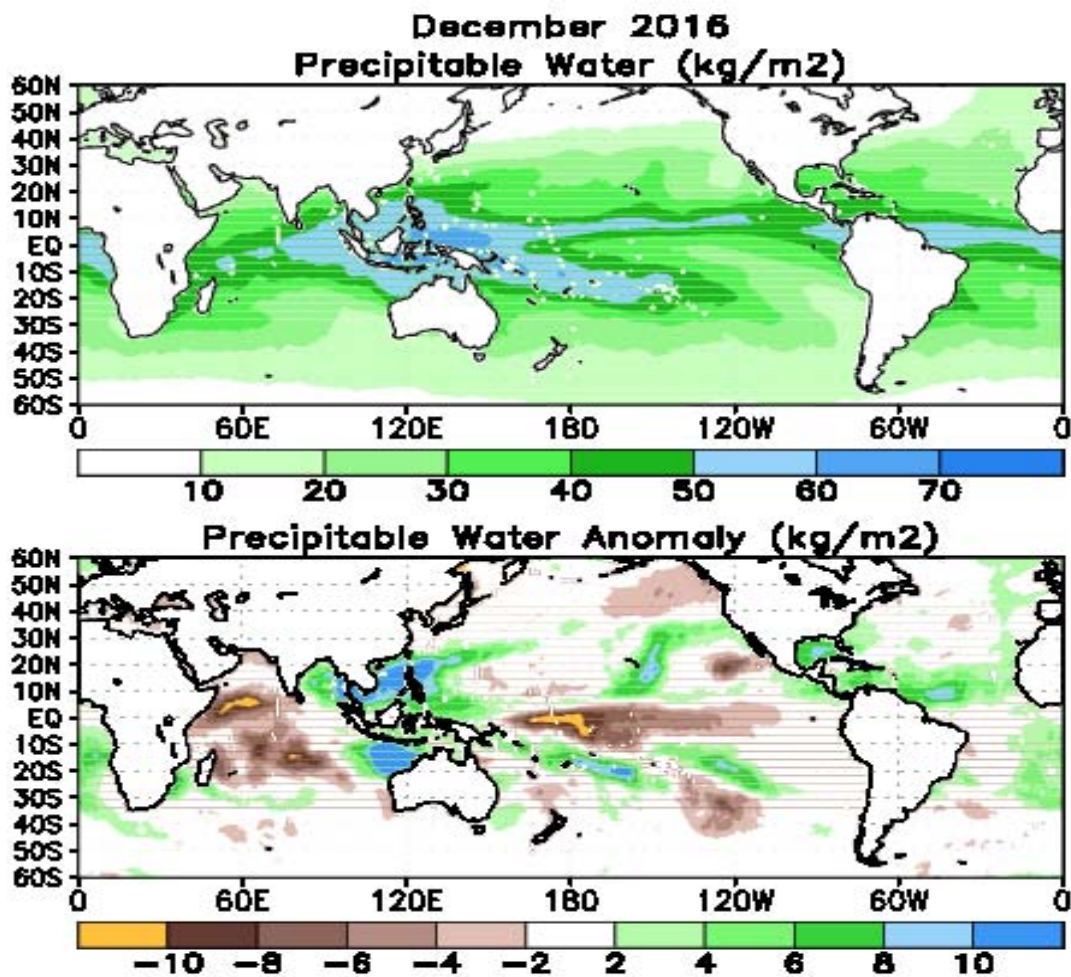 December 2016
Precipitable Water (kg/m2)
60N
50N
40N
30N
20N
10N
EQ
10S
20S
30S
40S
50S
60S
0 60E 120E 180 120W 60W 0
10 20 30 40 50 60 70
Precipitable Water Anomaly (kg/m2)
60N
50N
40N
30N
20N
10N
EQ
10S
20S
30S
40S
50S
60S
0 60E 120E 180 120W 60W 0
-10 -8 -6 -4 -2 2 4 6 8 10